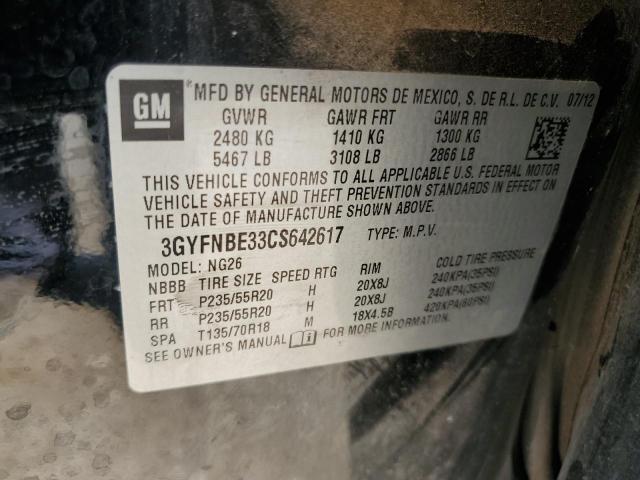 GM
*MFD BY GENERAL MOTORS DE MEXICO, S. DE R.L. DE C.V. 07/12
GVWR GAWR FRT GAWR RR
2480 KG 1410 KG 1300 KG
5467 LB 3108 LB 2866 LB
THIS VEHICLE CONFORMS TO ALL APPLICABLE U.S. FEDERAL MOTOR
VEHICLE SAFETY AND THEFT PREVENTION STANDARDS IN EFFECT ON
THE DATE OF MANUFACTURE SHOWN ABOVE.
3GYFNBE33CS642617 TYPE: M.P.V.
MODEL: NG26
NBBB TIRE SIZE SPEED RTG RIM COLD TIRE PRESSURE
FRT P235/55R20 H 20X8J 240KPA(35PSI)
RR P235/55R20 H 20X8J 240KPA(35PSI)
SPA T135/70R18 M 18X4.5B 420KPA(60PSI)
SEE OWNER'S MANUAL FOR MORE INFORMATION.